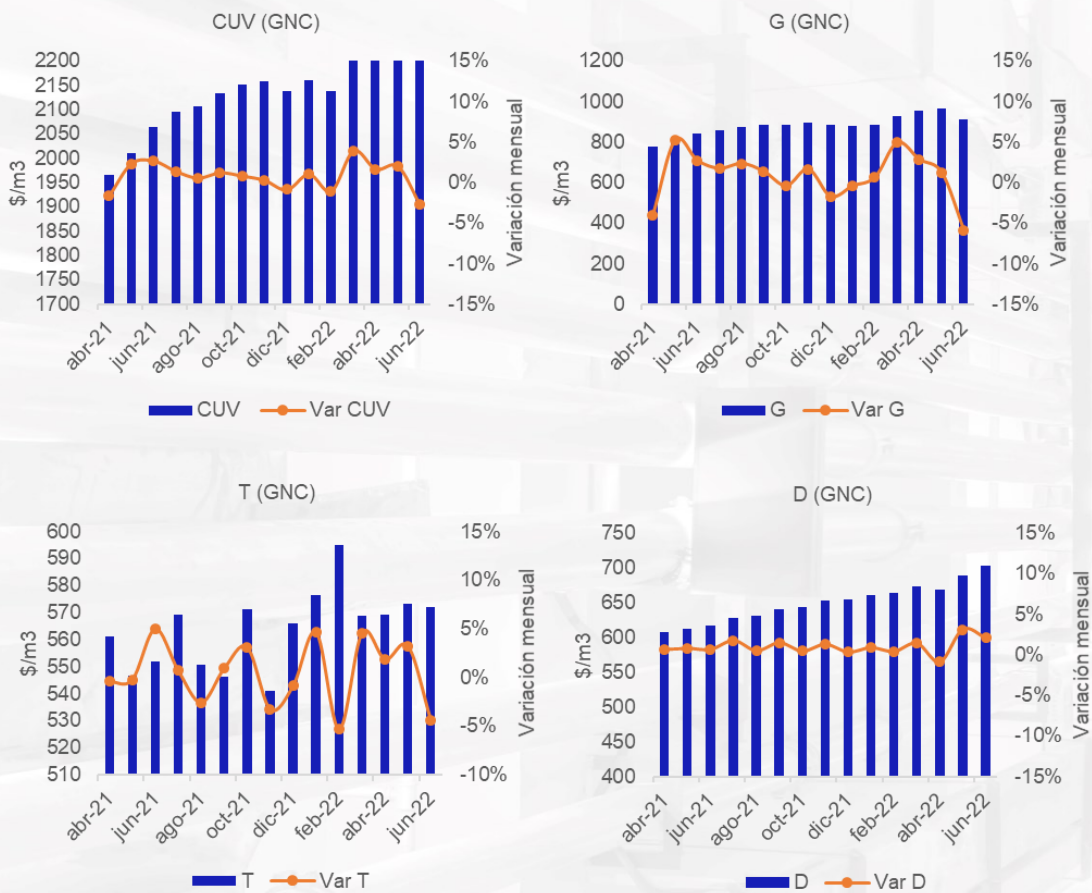 CUV (GNC)
2200
2150
2100
2050
2000
1950
1900
1850
1800
1750
1700
$/m3
15%
10%
5%
0%
-5%
-10%
-15%
Variación mensual
abr-21
jun-21
ago-21
oct-21
dic-21
feb-22
abr-22
jun-22
CUV
Var CUV
G (GNC)
1200
1000
800
600
400
200
0
$/m3
15%
10%
5%
0%
-5%
-10%
-15%
Variación mensual
abr-21
jun-21
ago-21
oct-21
dic-21
feb-22
abr-22
jun-22
G
Var G
T (GNC)
600
590
580
570
560
550
540
530
520
510
$/m3
15%
10%
5%
0%
-5%
-10%
Variación mensual
abr-21
jun-21
ago-21
oct-21
dic-21
feb-22
abr-22
jun-22
T
Var T
D (GNC)
750
700
650
600
550
500
450
400
$/m3
15%
10%
5%
0%
-5%
-10%
-15%
Variación mensual
abr-21
jun-21
ago-21
oct-21
dic-21
feb-22
abr-22
jun-22
D
Var D